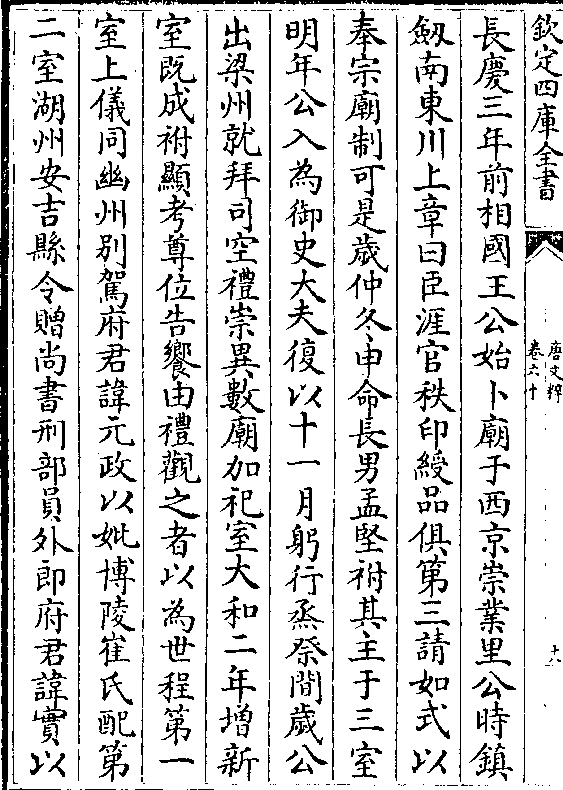 欽定四庫全書
唐文粹
卷六十
十八
長慶三年前相國王公始卜廟于西京崇業里公時鎮
劔南東川上章曰臣涯官秩印綬品俱第三請如式以
奉宗廟制可是歲仲冬申命長男孟堅祔其主于三室
明年公入為御史大夫復以十一月躬行烝祭間歲公
出梁州就拜司空禮崇異數廟加祀室大和二年增新
室既成祔顯考尊位告饗由禮觀之者以為世程第一
室上儀同幽州别駕府君諱元政以妣博陵崔氏配第
二室湖州安吉縣令贈尚書刑部員外郎府君諱實以